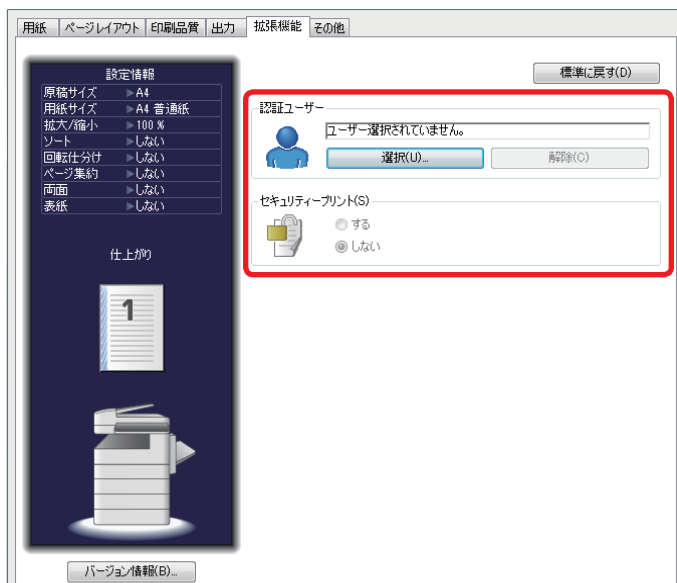 用紙 ページレイアウト 印刷品質 出力 拡張機能 その他
標準に戻す(D)
設定情報
原稿サイズ ▶A4
用紙サイズ ▶A4 普通紙
拡大/縮小 ▶100 %
ソート ▶しない
回転仕分け ▶しない
ページ集約 ▶しない
両面 ▶しない
表紙 ▶しない
仕上がり
1
認証ユーザー
ユーザー選択されていません。
選択(U)... 解除(C)
セキュリティープリント(S)
する
しない
バージョン情報(B)...